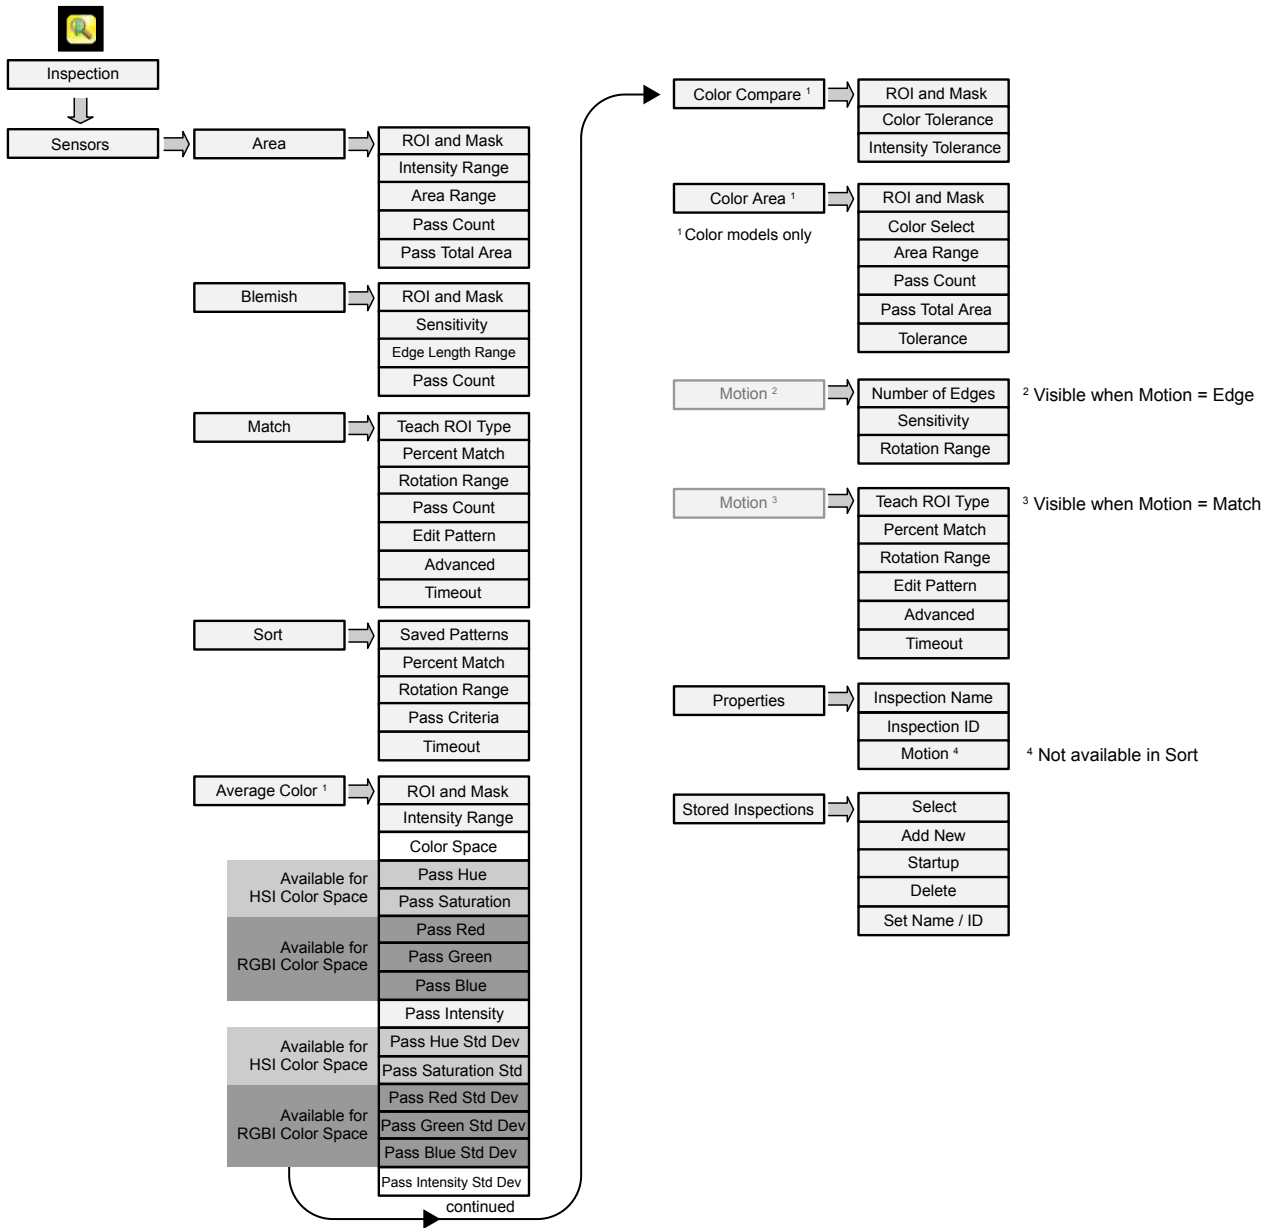 Inspection
Sensors
Area
ROI and Mask
Intensity Range
Area Range
Pass Count
Pass Total Area
Blemish
ROI and Mask
Sensitivity
Edge Length Range
Pass Count
Match
Teach ROI Type
Percent Match
Rotation Range
Pass Count
Edit Pattern
Advanced
Timeout
Sort
Saved Patterns
Percent Match
Rotation Range
Pass Criteria
Timeout
Average Color ¹
ROI and Mask
Intensity Range
Color Space
Available for
HSI Color Space
Pass Hue
Pass Saturation
Available for
RGBI Color Space
Pass Red
Pass Green
Pass Blue
Pass Intensity
Available for
HSI Color Space
Pass Hue Std Dev
Pass Saturation Std
Available for
RGBI Color Space
Pass Red Std Dev
Pass Green Std Dev
Pass Blue Std Dev
Pass Intensity Std Dev
continued
Color Compare ¹
ROI and Mask
Color Tolerance
Intensity Tolerance
Color Area ¹
¹ Color models only
ROI and Mask
Color Select
Area Range
Pass Count
Pass Total Area
Tolerance
Motion ²
Number of Edges
Sensitivity
Rotation Range
² Visible when Motion = Edge
Motion ³
Teach ROI Type
Percent Match
Rotation Range
Edit Pattern
Advanced
Timeout
³ Visible when Motion = Match
Properties
Inspection Name
Inspection ID
Motion ⁴
⁴ Not available in Sort
Stored Inspections
Select
Add New
Startup
Delete
Set Name / ID